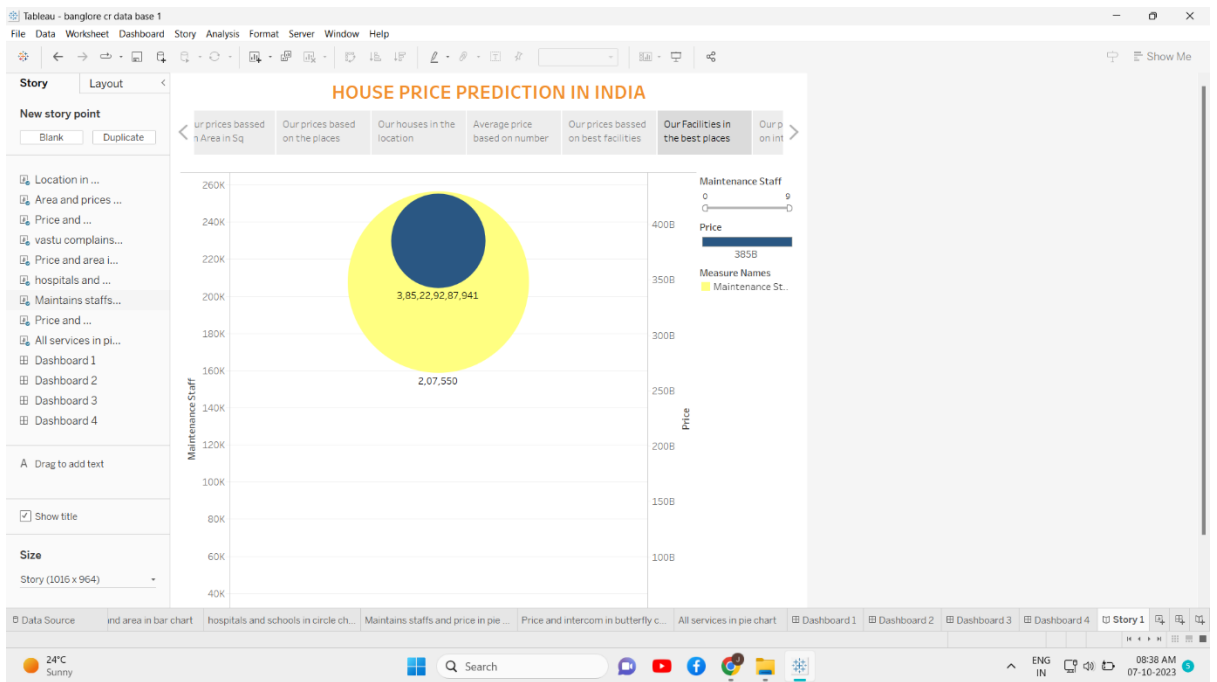 Tableau - banglore cr data base 1
File Data Worksheet Dashboard Story Analysis Format Server Window Help
Show Me
Story Layout
New story point
Blank Duplicate
Location in ...
Area and prices ...
Price and ...
vastu complains...
Price and area i...
hospitals and ...
Maintains staffs...
Price and ...
All services in pi...
Dashboard 1
Dashboard 2
Dashboard 3
Dashboard 4
A Drag to add text
Show title
Size
Story (1016 x 964)
HOUSE PRICE PREDICTION IN INDIA
ur prices bassed
n Area in Sq
Our prices based
on the places
Our houses in the
location
Average price
based on number
Our prices bassed
on best facilities
Our Facilities in
the best places
Our p
on int
260K
240K
220K
200K
180K
160K
140K
120K
100K
80K
60K
40K
Maintenance Staff
3,85,22,92,87,941
2,07,550
400B
350B
300B
250B
200B
150B
100B
Price
Maintenance Staff
0 9
Price
385B
Measure Names
Maintenance St..
Data Source ind area in bar chart hospitals and schools in circle ch... Maintains staffs and price in pie ... Price and intercom in butterfly c... All services in pie chart Dashboard 1 Dashboard 2 Dashboard 3 Dashboard 4 Story 1
24°C
Sunny
Search
ENG
IN
08:38 AM
07-10-2023
5